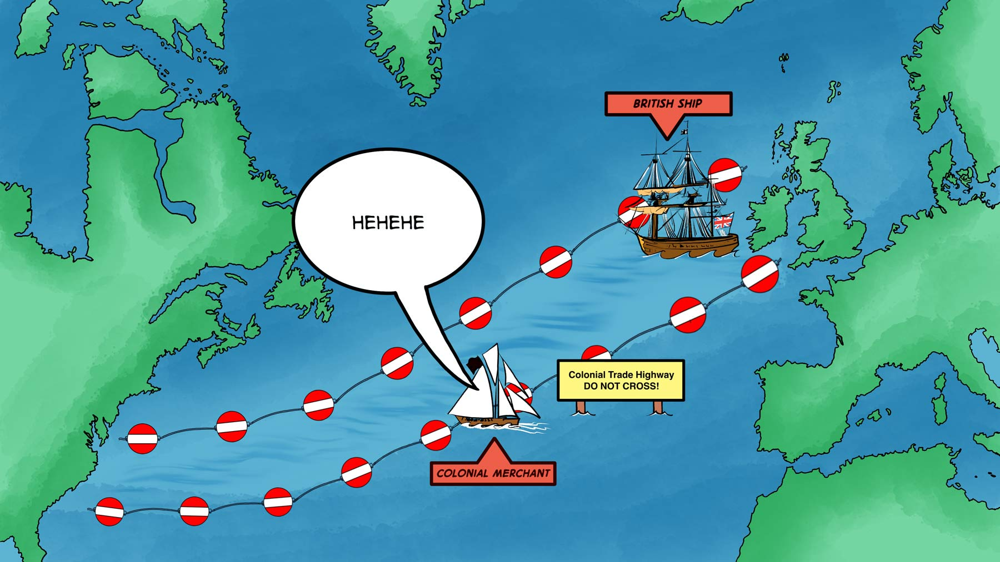 BRITISH SHIP
HEHEHE
Colonial Trade Highway
DO NOT CROSS!
COLONIAL MERCHANT